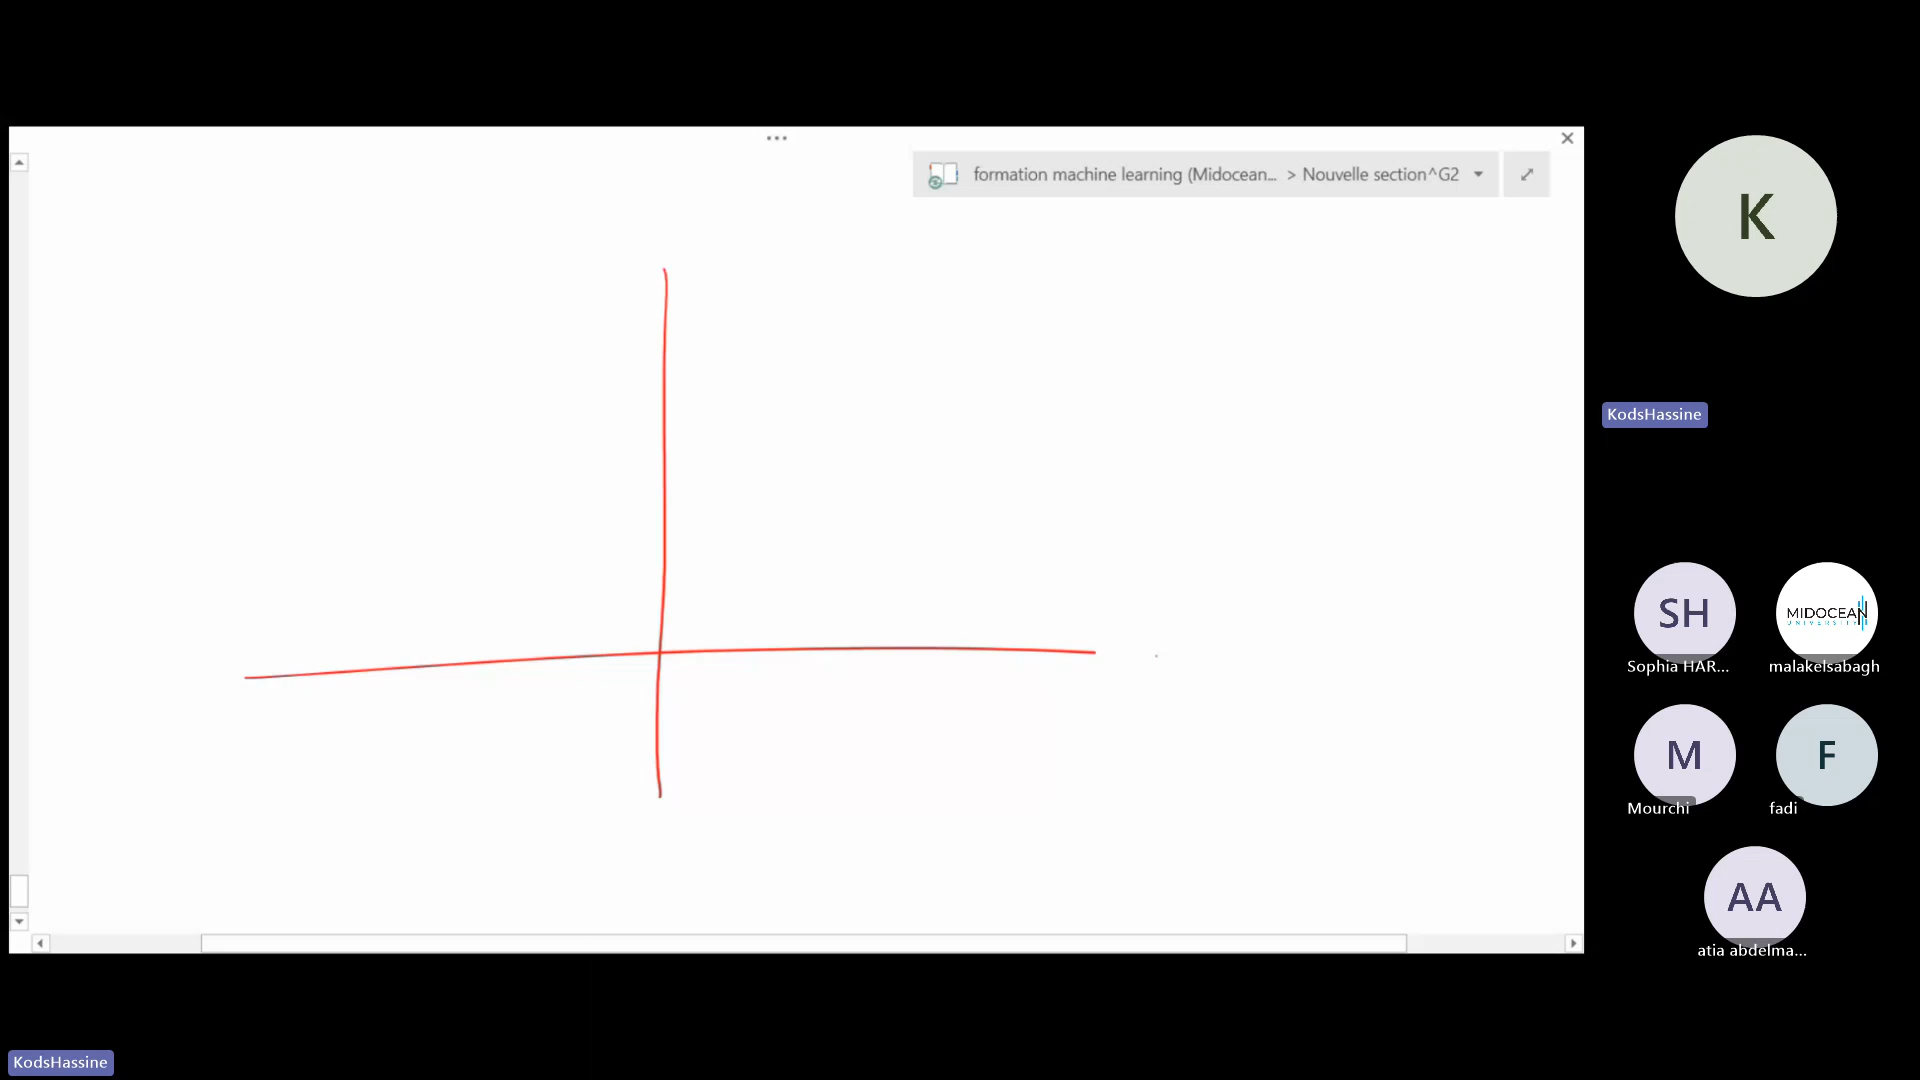 formation machine learning (Midocean... > Nouvelle section^G2
K
KodsHassine
SH
Sophia HAR...
MIDOCEAN
UNIVERSITY
malakelsabagh
M
Mourchi
F
fadi
AA
atia abdelma...
KodsHassine